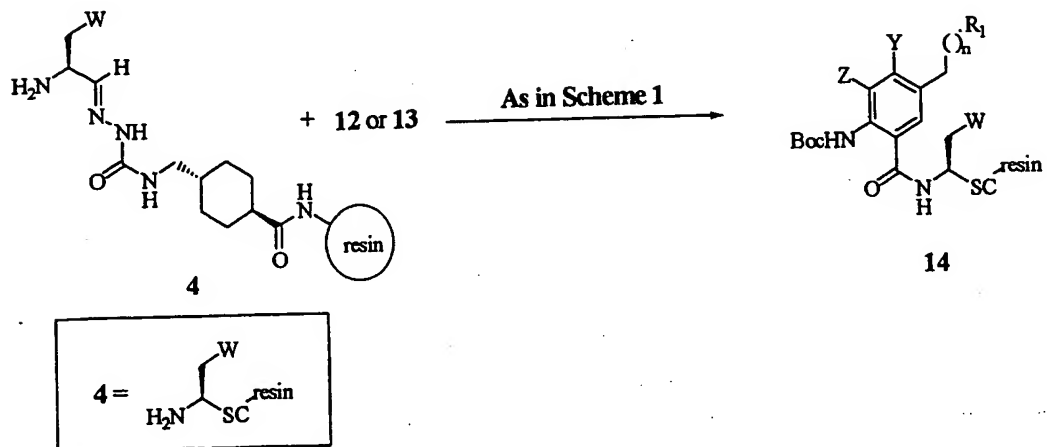 W
H
H₂N
N
NH
O
N
H
H
N
O
resin
4
+ 12 or 13
As in Scheme 1
Y
( )n
R₁
Z
BocHN
W
O
N
H
SC
resin
14
4 =
W
H₂N
SC
resin